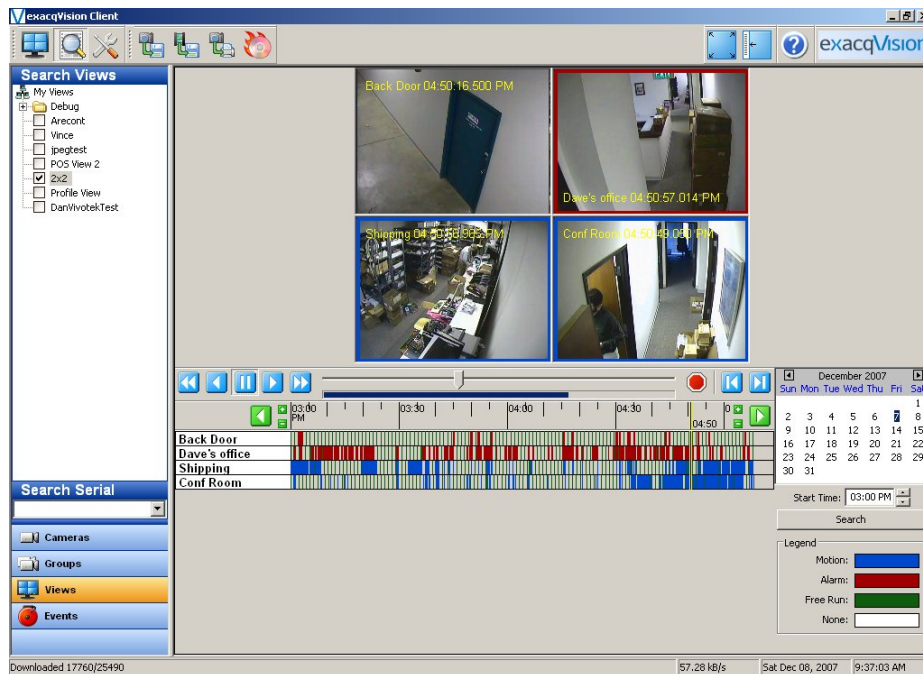 exacqVision Client
exacqVision
Search Views
My Views
Debug
Arecont
Vince
jpegtest
POS View 2
2x2
Profile View
DanVivotekTest
Back Door 04:50:16.500 PM
Dave's office 04:50:57.014 PM
Shipping
Conf Room
03:00 PM
03:30
04:00
04:30
04:50
Back Door
Dave's office
Shipping
Conf Room
December 2007
Sun Mon Tue Wed Thu Fri Sat
1
2 3 4 5 6 7 8
9 10 11 12 13 14 15
16 17 18 19 20 21 22
23 24 25 26 27 28 29
30 31
Start Time: 03:00 PM
Search
Legend
Motion:
Alarm:
Free Run:
None:
Search Serial
Cameras
Groups
Views
Events
Downloaded 17760/25490
57.28 kB/s
Sat Dec 08, 2007
9:37:03 AM